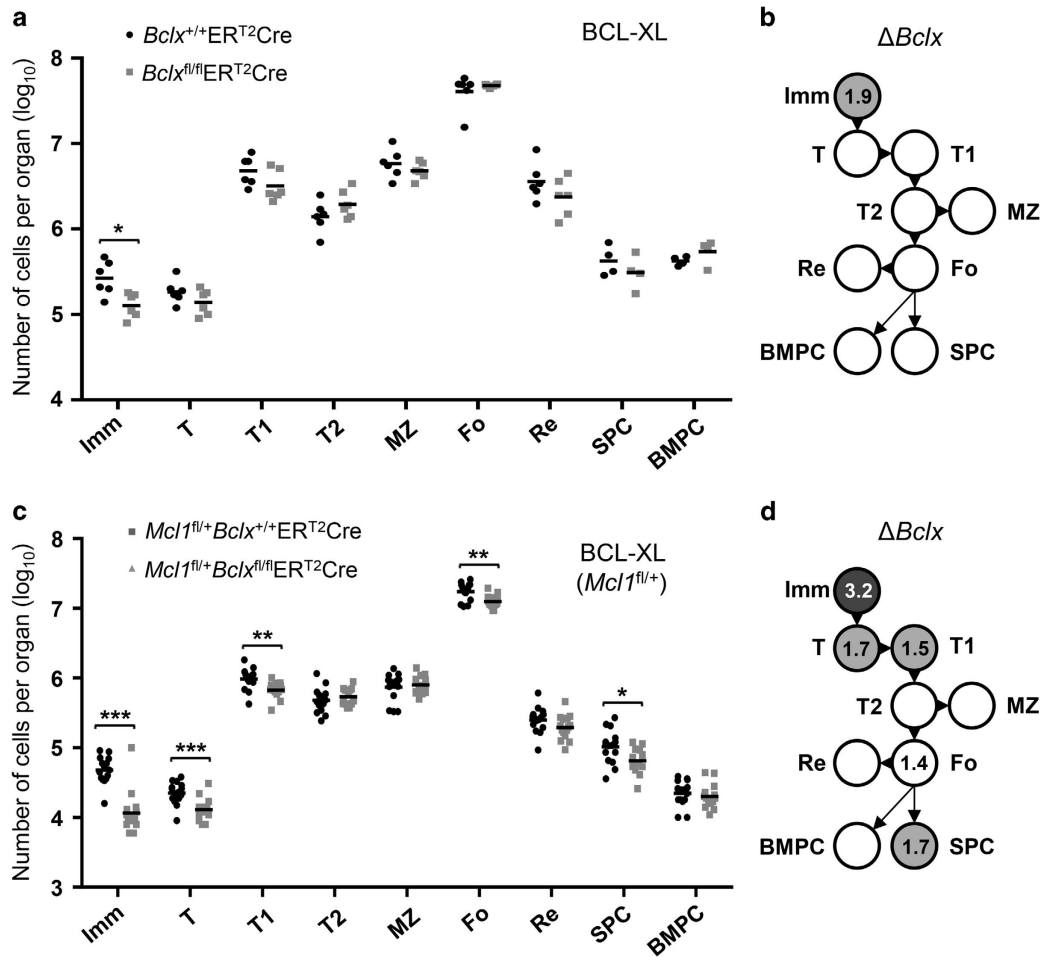 a
Bclx+/+ERT2Cre
Bclxfl/flERT2Cre
BCL-XL
Number of cells per organ (log10)
8
7
6
5
4
*
Imm
T
T1
T2
MZ
Fo
Re
SPC
BMPC
b
ΔBclx
Imm 1.9
T
T1
T2
MZ
Re
Fo
BMPC
SPC
c
Mcl1fl/+Bclx+/+ERT2Cre
Mcl1fl/+Bclxfl/flERT2Cre
BCL-XL
(Mcl1fl/+)
Number of cells per organ (log10)
8
7
6
5
4
3
***
***
**
**
*
Imm
T
T1
T2
MZ
Fo
Re
SPC
BMPC
d
ΔBclx
Imm 3.2
T 1.7 1.5 T1
T2
MZ
Re 1.4 Fo
BMPC 1.7 SPC